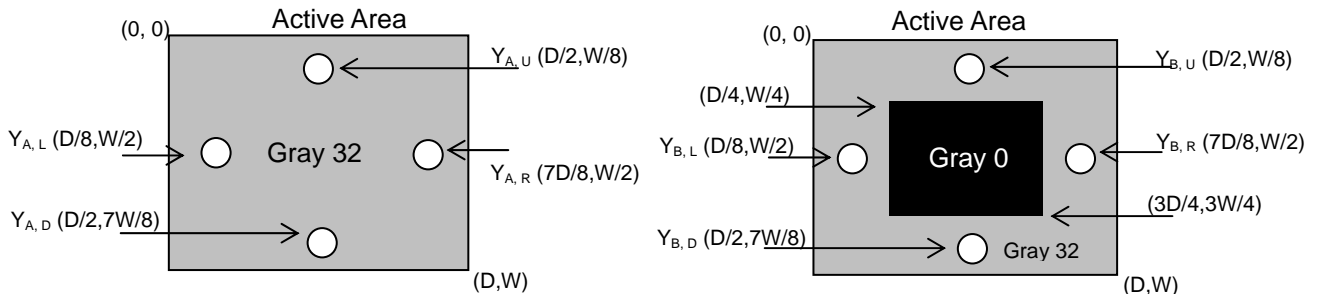 Active Area
(0, 0)
Y_A, U (D/2,W/8)
Y_A, L (D/8,W/2)
Gray 32
Y_A, R (7D/8,W/2)
Y_A, D (D/2,7W/8)
(D,W)
Active Area
(0, 0)
Y_B, U (D/2,W/8)
(D/4,W/4)
Y_B, L (D/8,W/2)
Gray 0
Y_B, R (7D/8,W/2)
(3D/4,3W/4)
Y_B, D (D/2,7W/8)
Gray 32
(D,W)